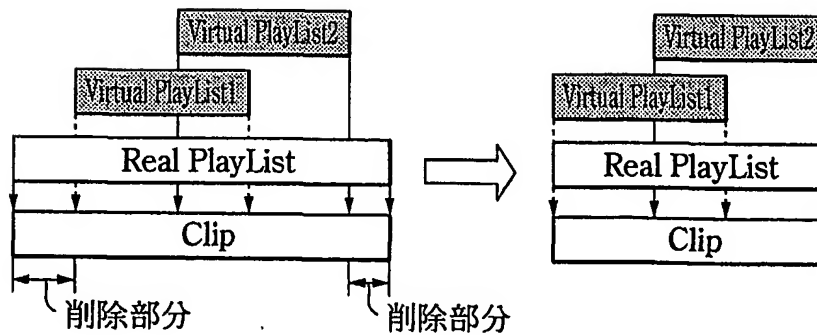 Virtual PlayList2
Virtual PlayList1
Real PlayList
Clip
削除部分
削除部分
Virtual PlayList2
Virtual PlayList1
Real PlayList
Clip